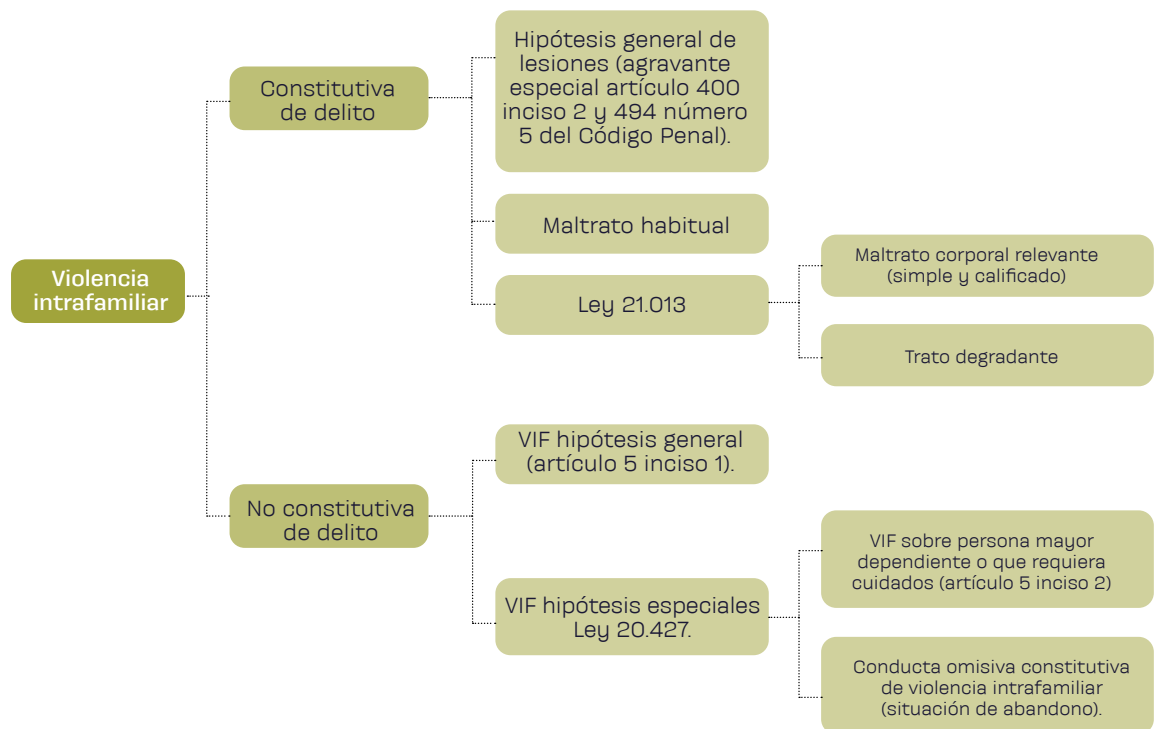 Violencia
intrafamiliar
Constitutiva
de delito
Hipótesis general de
lesiones (agravante
especial artículo 400
inciso 2 y 494 número
5 del Código Penal).
Maltrato habitual
Ley 21.013
Maltrato corporal relevante
(simple y calificado)
Trato degradante
No constitutiva
de delito
VIF hipótesis general
(artículo 5 inciso 1).
VIF hipótesis especiales
Ley 20.427.
VIF sobre persona mayor
dependiente o que requiera
cuidados (artículo 5 inciso 2)
Conducta omisiva constitutiva
de violencia intrafamiliar
(situación de abandono).